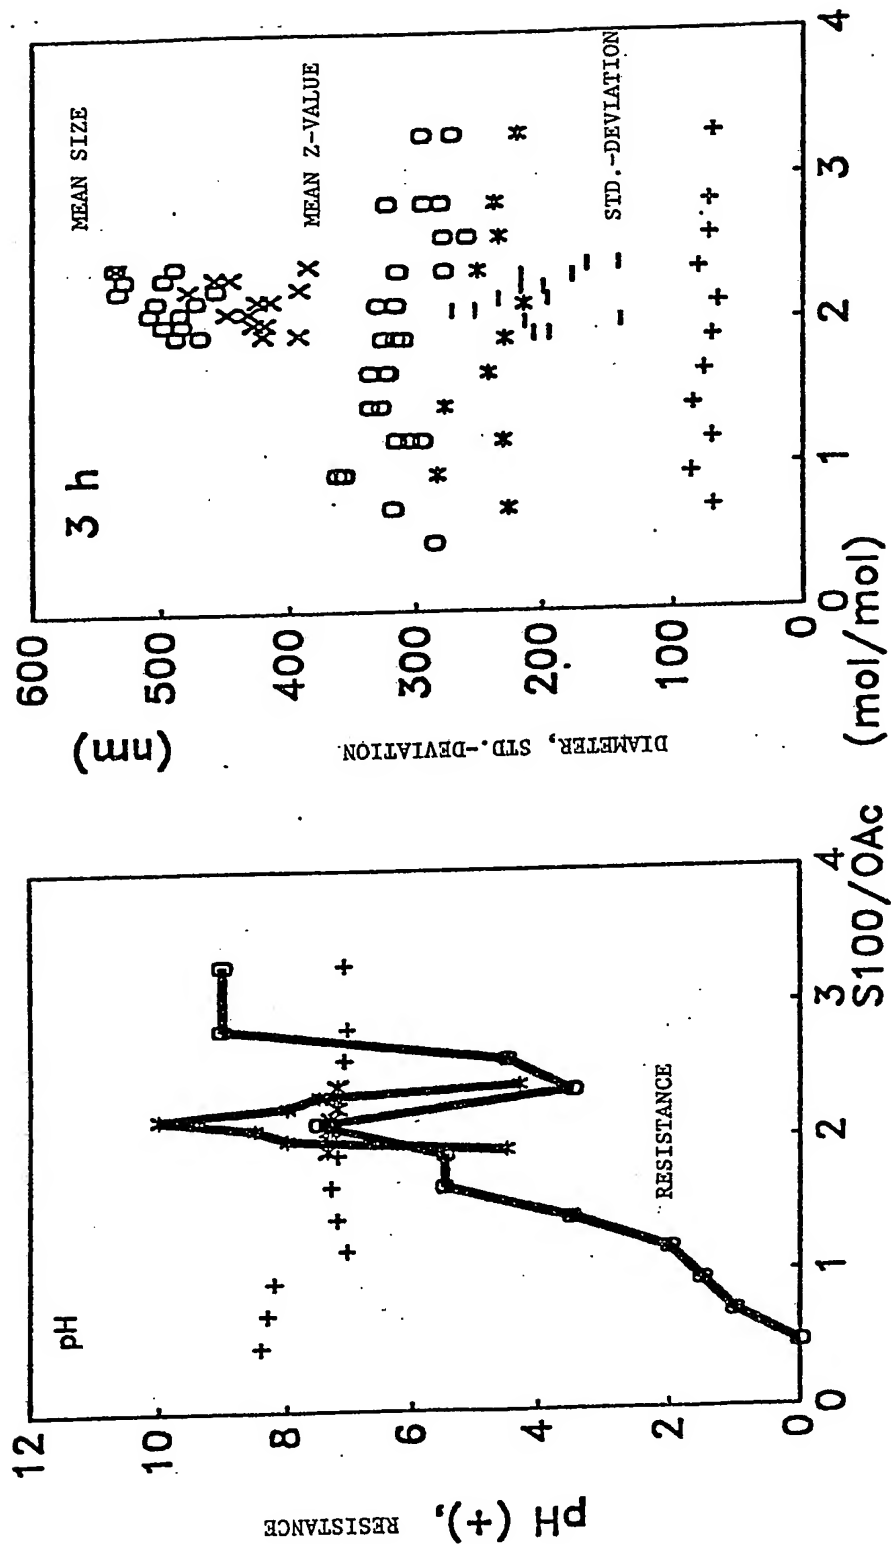 12
10
8
6
4
2
0
pH (+), RESISTANCE
pH
RESISTANCE
0
1
2
3
4
S100/OAc (mol/mol)
600
500
400
300
200
100
0
(nm)
DIAMETER, STD.-DEVIATION
3 h
MEAN SIZE
MEAN Z-VALUE
STD.-DEVIATION
0
1
2
3
4